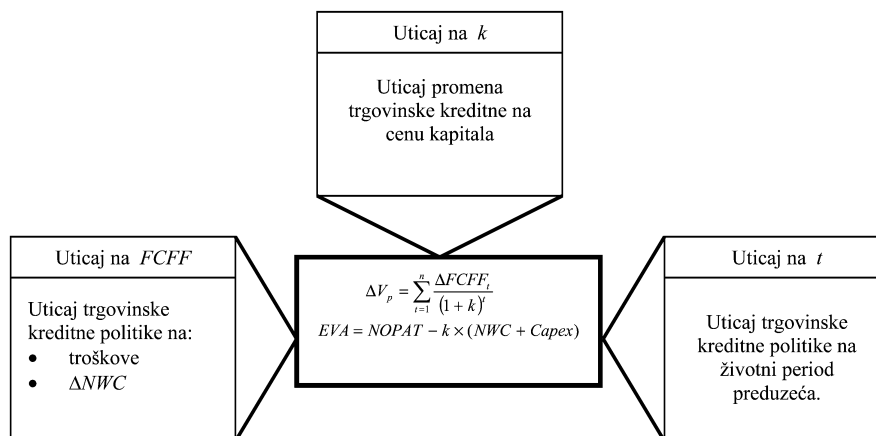 Uticaj na k
Uticaj promena
trgovinske kreditne na
cenu kapitala
Uticaj na FCFF
Uticaj trgovinske
kreditne politike na:
• troškove
• ΔNWC
ΔV_p = ∑_{t=1}^{n} ΔFCFF_t / (1 + k)^t
EVA = NOPAT − k × (NWC + Capex)
Uticaj na t
Uticaj trgovinske
kreditne politike na
životni period
preduzeća.